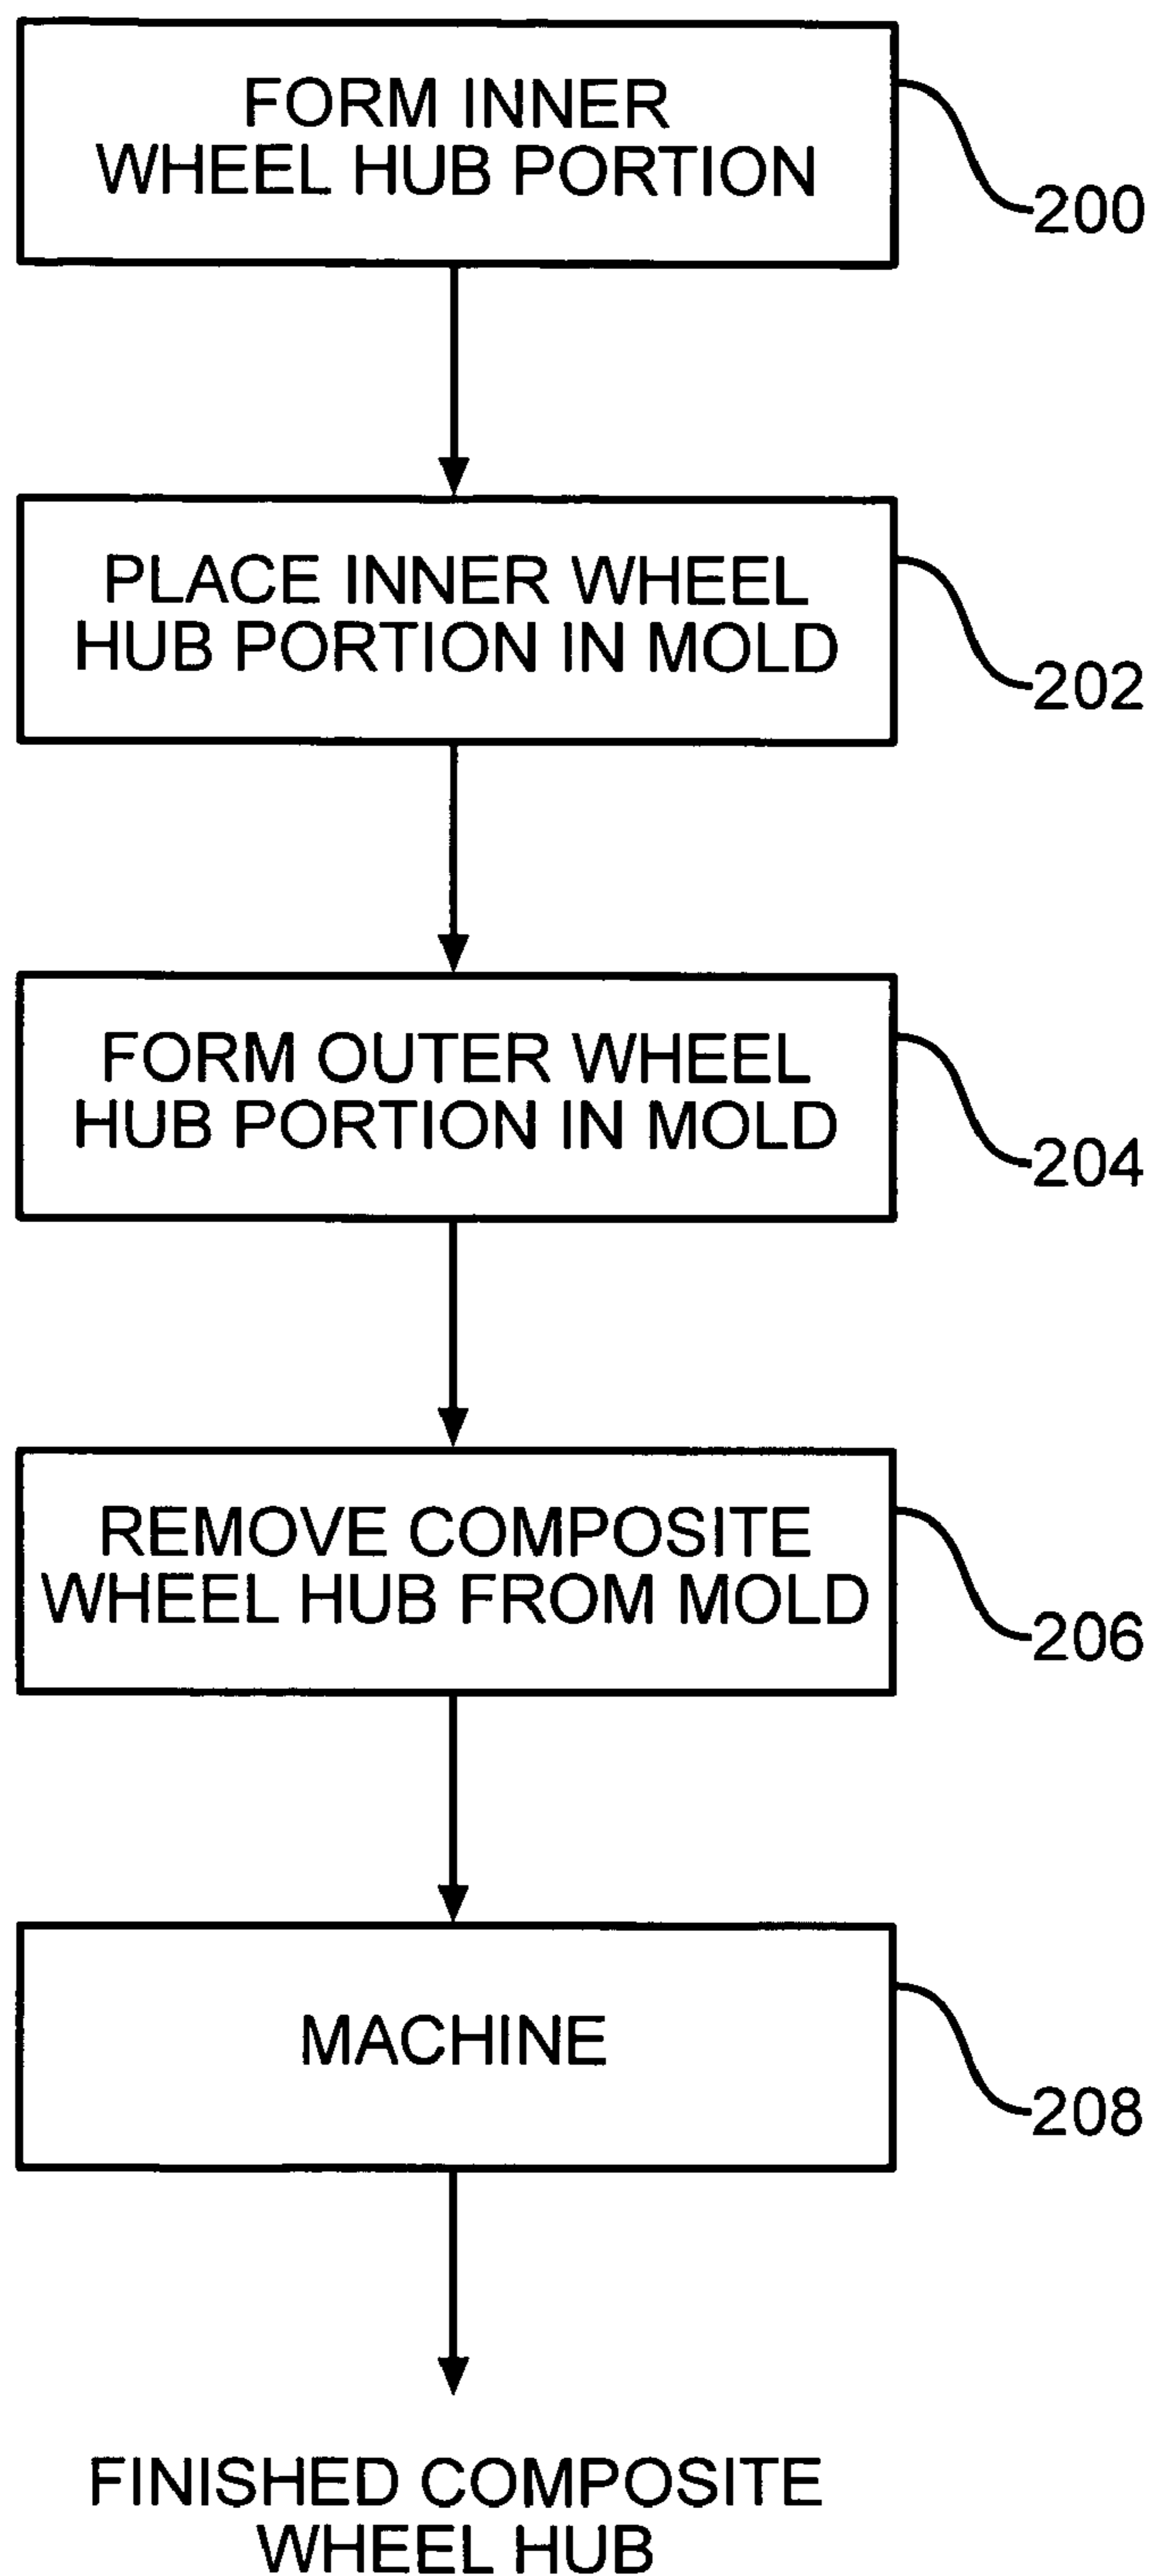 FORM INNER
WHEEL HUB PORTION
200
PLACE INNER WHEEL
HUB PORTION IN MOLD
202
FORM OUTER WHEEL
HUB PORTION IN MOLD
204
REMOVE COMPOSITE
WHEEL HUB FROM MOLD
206
MACHINE
208
FINISHED COMPOSITE
WHEEL HUB